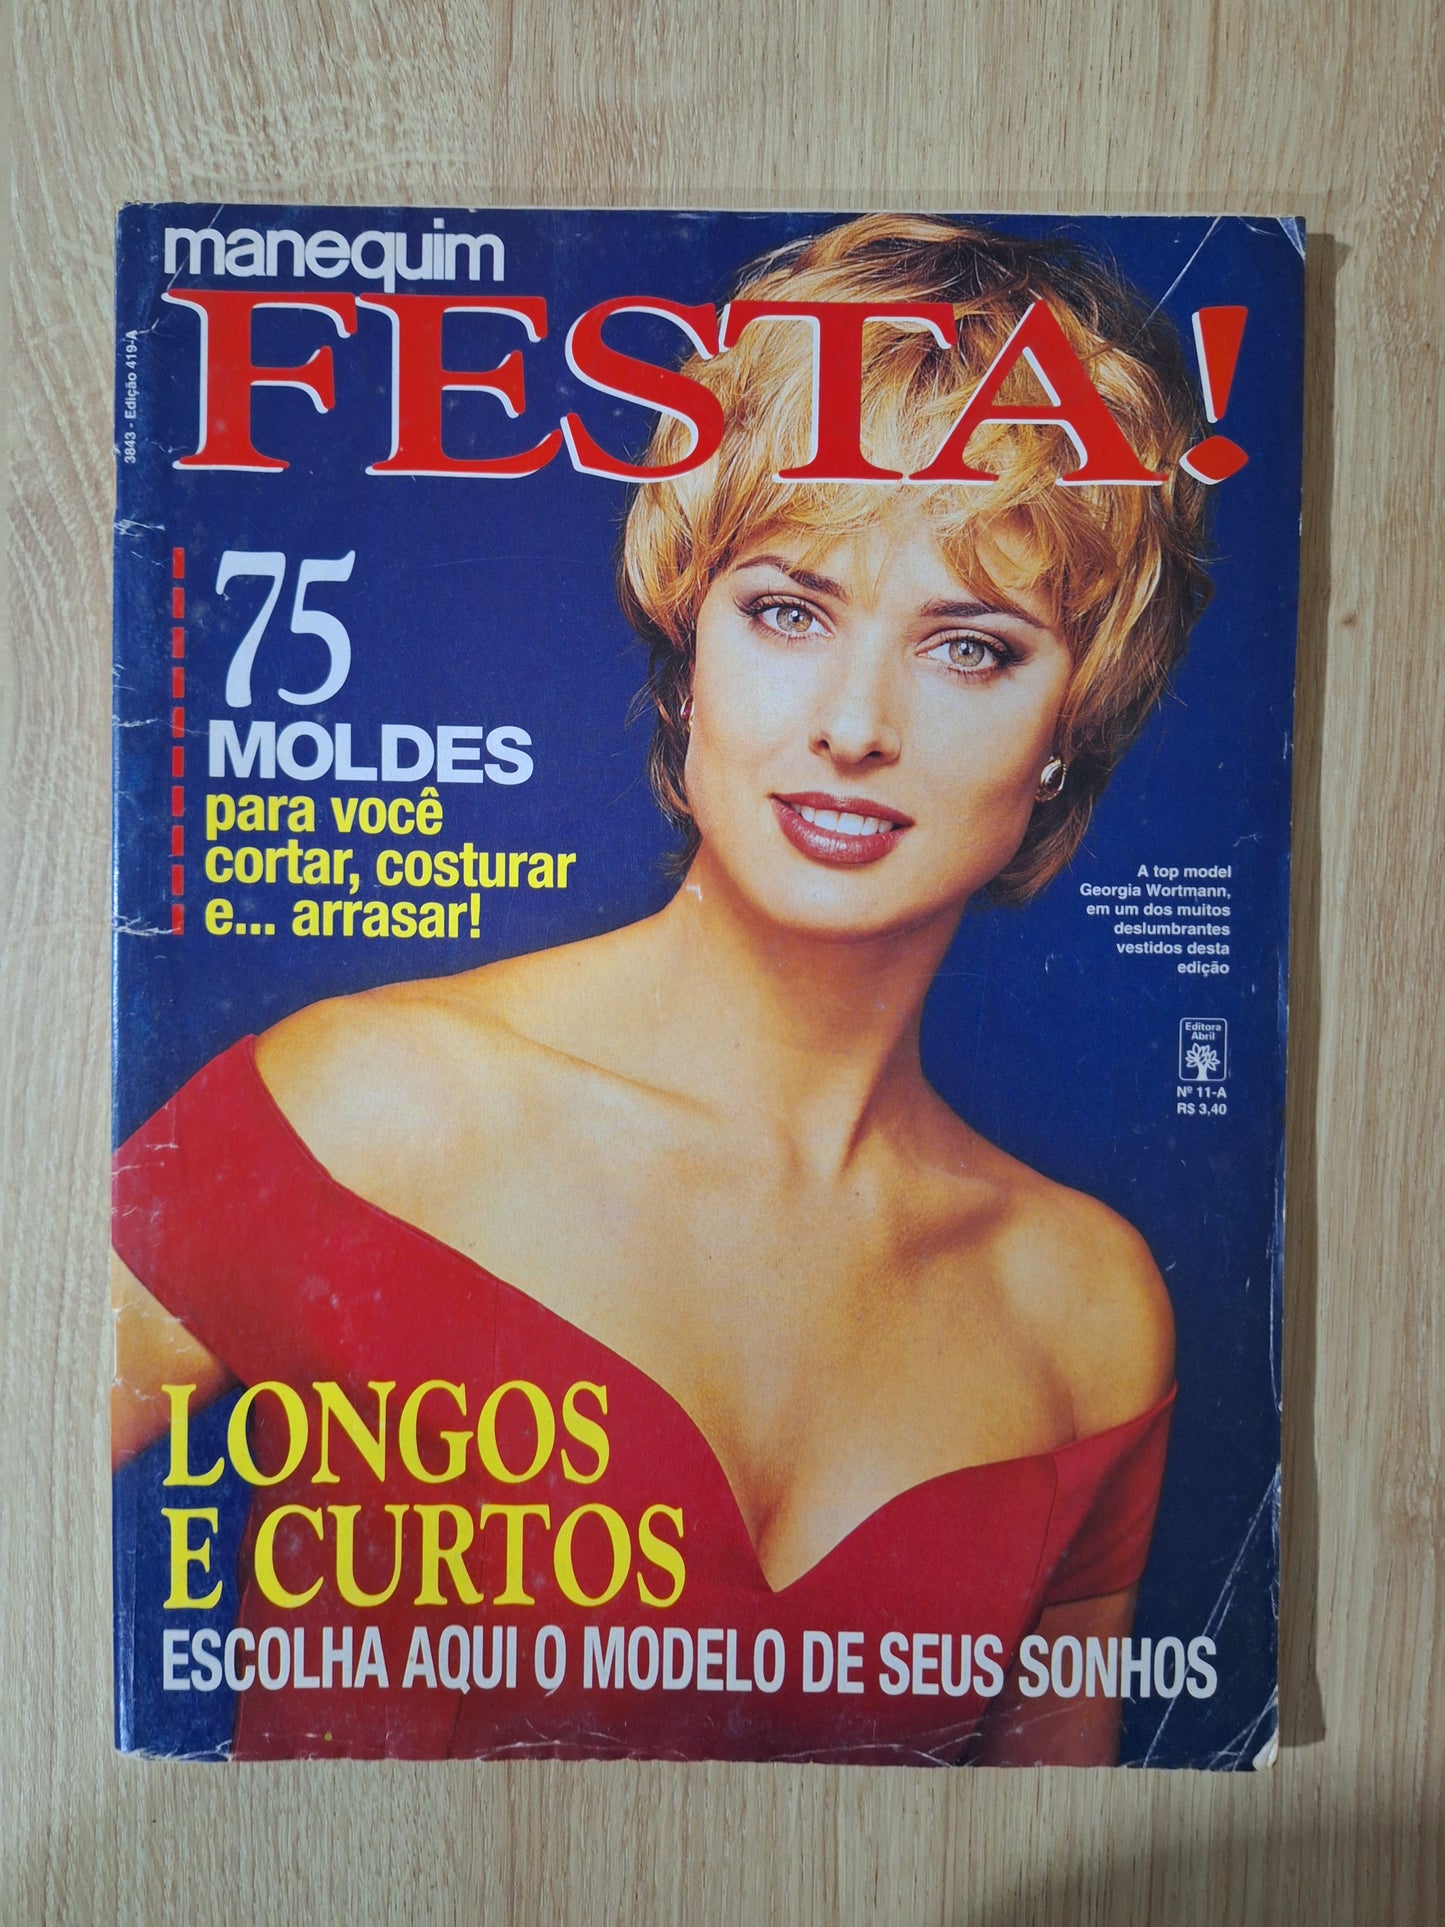 manequim
FESTA!
3843 - Edição 419-A
75
MOLDES
para você
cortar, costurar
e... arrasar!
A top model
Georgia Wortmann,
em um dos muitos
deslumbrantes
vestidos desta
edição
Editora
Abril
Nº 11-A
R$ 3,40
LONGOS
E CURTOS
ESCOLHA AQUI O MODELO DE SEUS SONHOS